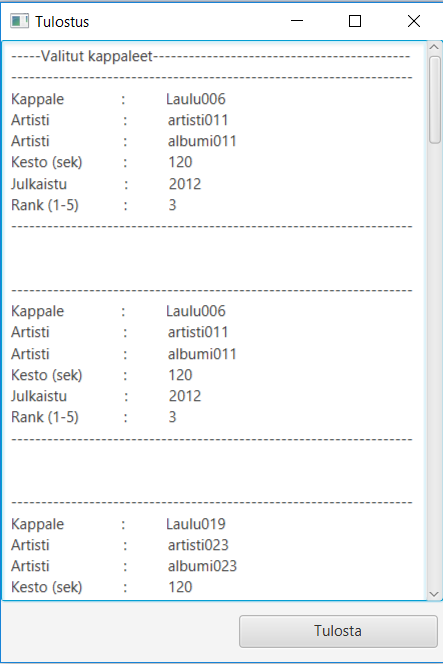 Tulostus
-----Valitut kappaleet-------------------------------------------
-------------------------------------------------------------------
Kappale : Laulu006
Artisti : artisti011
Artisti : albumi011
Kesto (sek) : 120
Julkaistu : 2012
Rank (1-5) : 3
-------------------------------------------------------------------
-------------------------------------------------------------------
Kappale : Laulu006
Artisti : artisti011
Artisti : albumi011
Kesto (sek) : 120
Julkaistu : 2012
Rank (1-5) : 3
-------------------------------------------------------------------
-------------------------------------------------------------------
Kappale : Laulu019
Artisti : artisti023
Artisti : albumi023
Kesto (sek) : 120
Tulosta